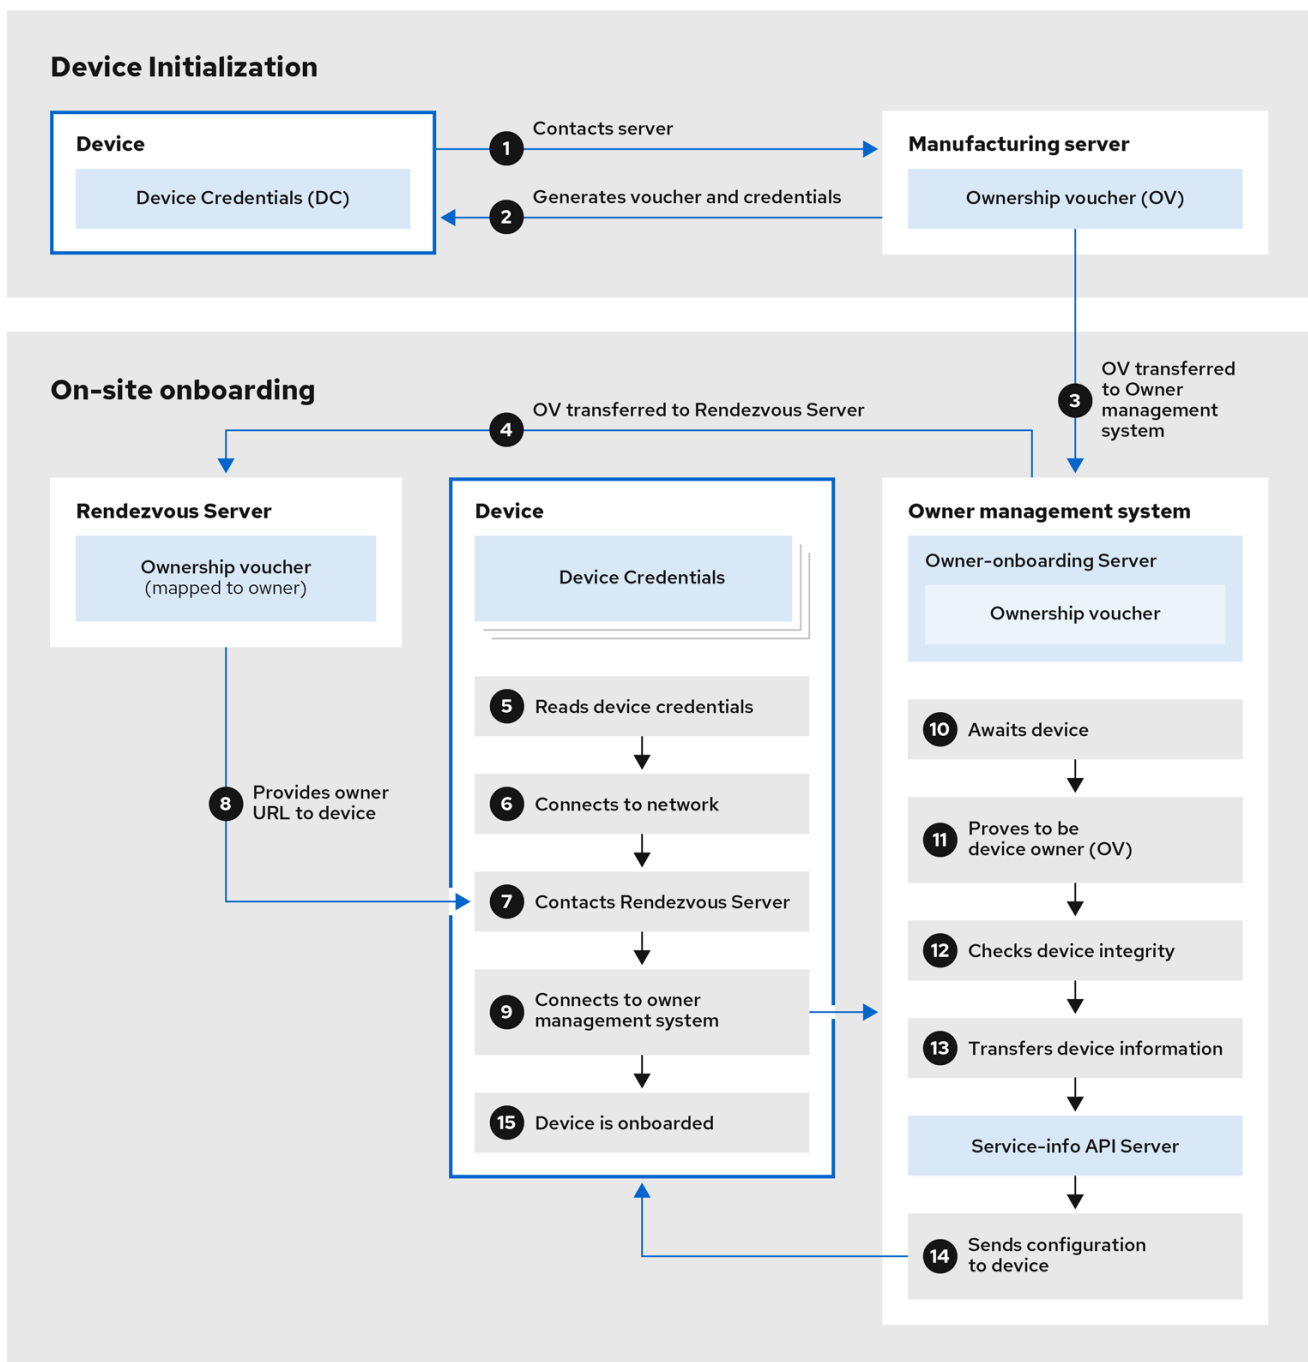 Device Initialization
Device
Device Credentials (DC)
1
Contacts server
2
Generates voucher and credentials
Manufacturing server
Ownership voucher (OV)
3
OV transferred
to Owner
management
system
On-site onboarding
4
OV transferred to Rendezvous Server
Rendezvous Server
Ownership voucher
(mapped to owner)
8
Provides owner
URL to device
Device
Device Credentials
5 Reads device credentials
6 Connects to network
7 Contacts Rendezvous Server
9 Connects to owner
management system
15 Device is onboarded
Owner management system
Owner-onboarding Server
Ownership voucher
10 Awaits device
11 Proves to be
device owner (OV)
12 Checks device integrity
13 Transfers device information
Service-info API Server
14 Sends configuration
to device